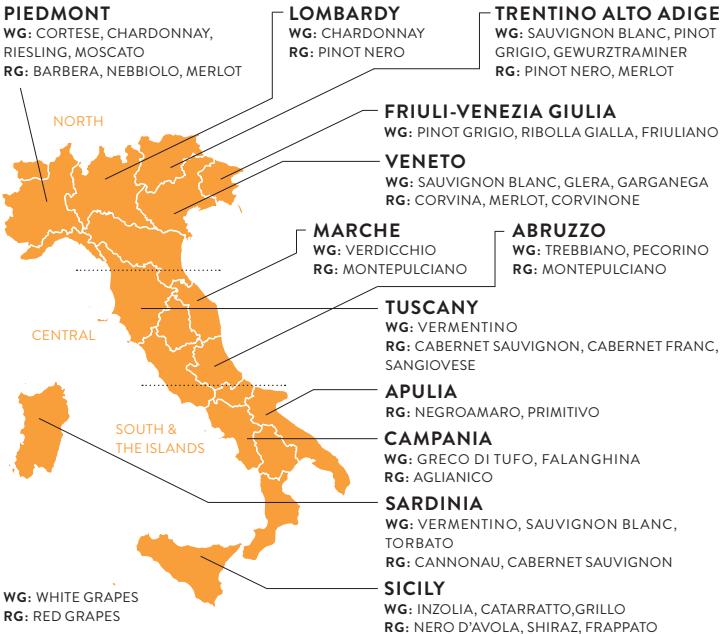 PIEDMONT
WG: CORTESE, CHARDONNAY,
RIESLING, MOSCATO
RG: BARBERA, NEBBIOLO, MERLOT
LOMBARDY
WG: CHARDONNAY
RG: PINOT NERO
TRENTINO ALTO ADIGE
WG: SAUVIGNON BLANC, PINOT
GRIGIO, GEWURZTRAMINER
RG: PINOT NERO, MERLOT
NORTH
FRIULI-VENEZIA GIULIA
WG: PINOT GRIGIO, RIBOLLA GIALLA, FRIULIANO
VENETO
WG: SAUVIGNON BLANC, GLERA, GARGANEGA
RG: CORVINA, MERLOT, CORVINONE
MARCHE
WG: VERDICCHIO
RG: MONTEPULCIANO
ABRUZZO
WG: TREBBIANO, PECORINO
RG: MONTEPULCIANO
CENTRAL
TUSCANY
WG: VERMENTINO
RG: CABERNET SAUVIGNON, CABERNET FRANC,
SANGIOVESE
APULIA
RG: NEGROAMARO, PRIMITIVO
SOUTH &
THE ISLANDS
CAMPANIA
WG: GRECO DI TUFO, FALANGHINA
RG: AGLIANICO
SARDINIA
WG: VERMENTINO, SAUVIGNON BLANC,
TORBATO
RG: CANNONAU, CABERNET SAUVIGNON
SICILY
WG: INZOLIA, CATARRATTO,GRILLO
RG: NERO D'AVOLA, SHIRAZ, FRAPPATO
WG: WHITE GRAPES
RG: RED GRAPES